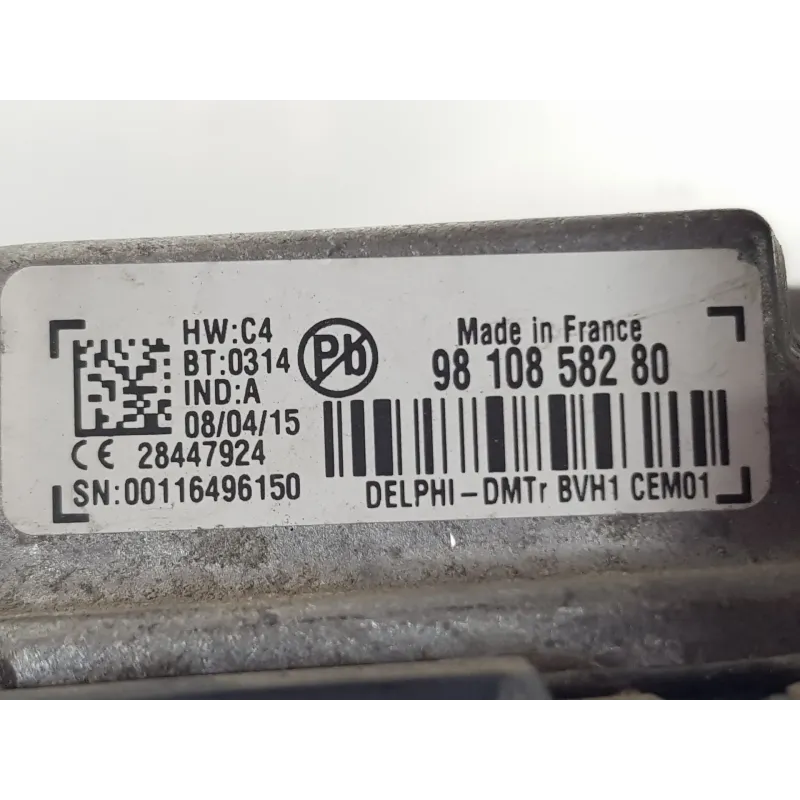 HW:C4
BT:0314
IND:A
08/04/15
CE 28447924
SN:00116496150
Pb
Made in France
98 108 582 80
DELPHI-DMTr BVH1 CEM01